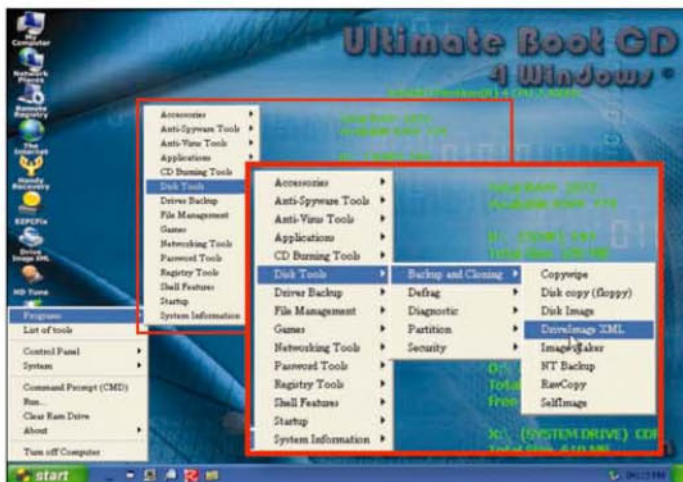 Ultimate Boot CD
4 Windows
My Computer
Network Places
Remote Registry
The Internet
Handy Recovery
EZPCFix
Drive Image XML
HD Tune
Accessories
Anti-Spyware Tools
Anti-Virus Tools
Applications
CD Burning Tools
Disk Tools
Driver Backup
File Management
Games
Networking Tools
Password Tools
Registry Tools
Shell Features
Startup
System Information
Accessories
Anti-Spyware Tools
Anti-Virus Tools
Applications
CD Burning Tools
Disk Tools
Driver Backup
File Management
Games
Networking Tools
Password Tools
Registry Tools
Shell Features
Startup
System Information
Backup and Cloning
Defrag
Diagnostic
Partition
Security
Copywipe
Disk copy (floppy)
Disk Image
DriveImage XML
ImageMaker
NT Backup
RawCopy
SelfImage
X:\ (SYSTEM DRIVE)
Programs
List of tools
Control Panel
System
Command Prompt (CMD)
Run...
Clear Ram Drive
About
Turn off Computer
start